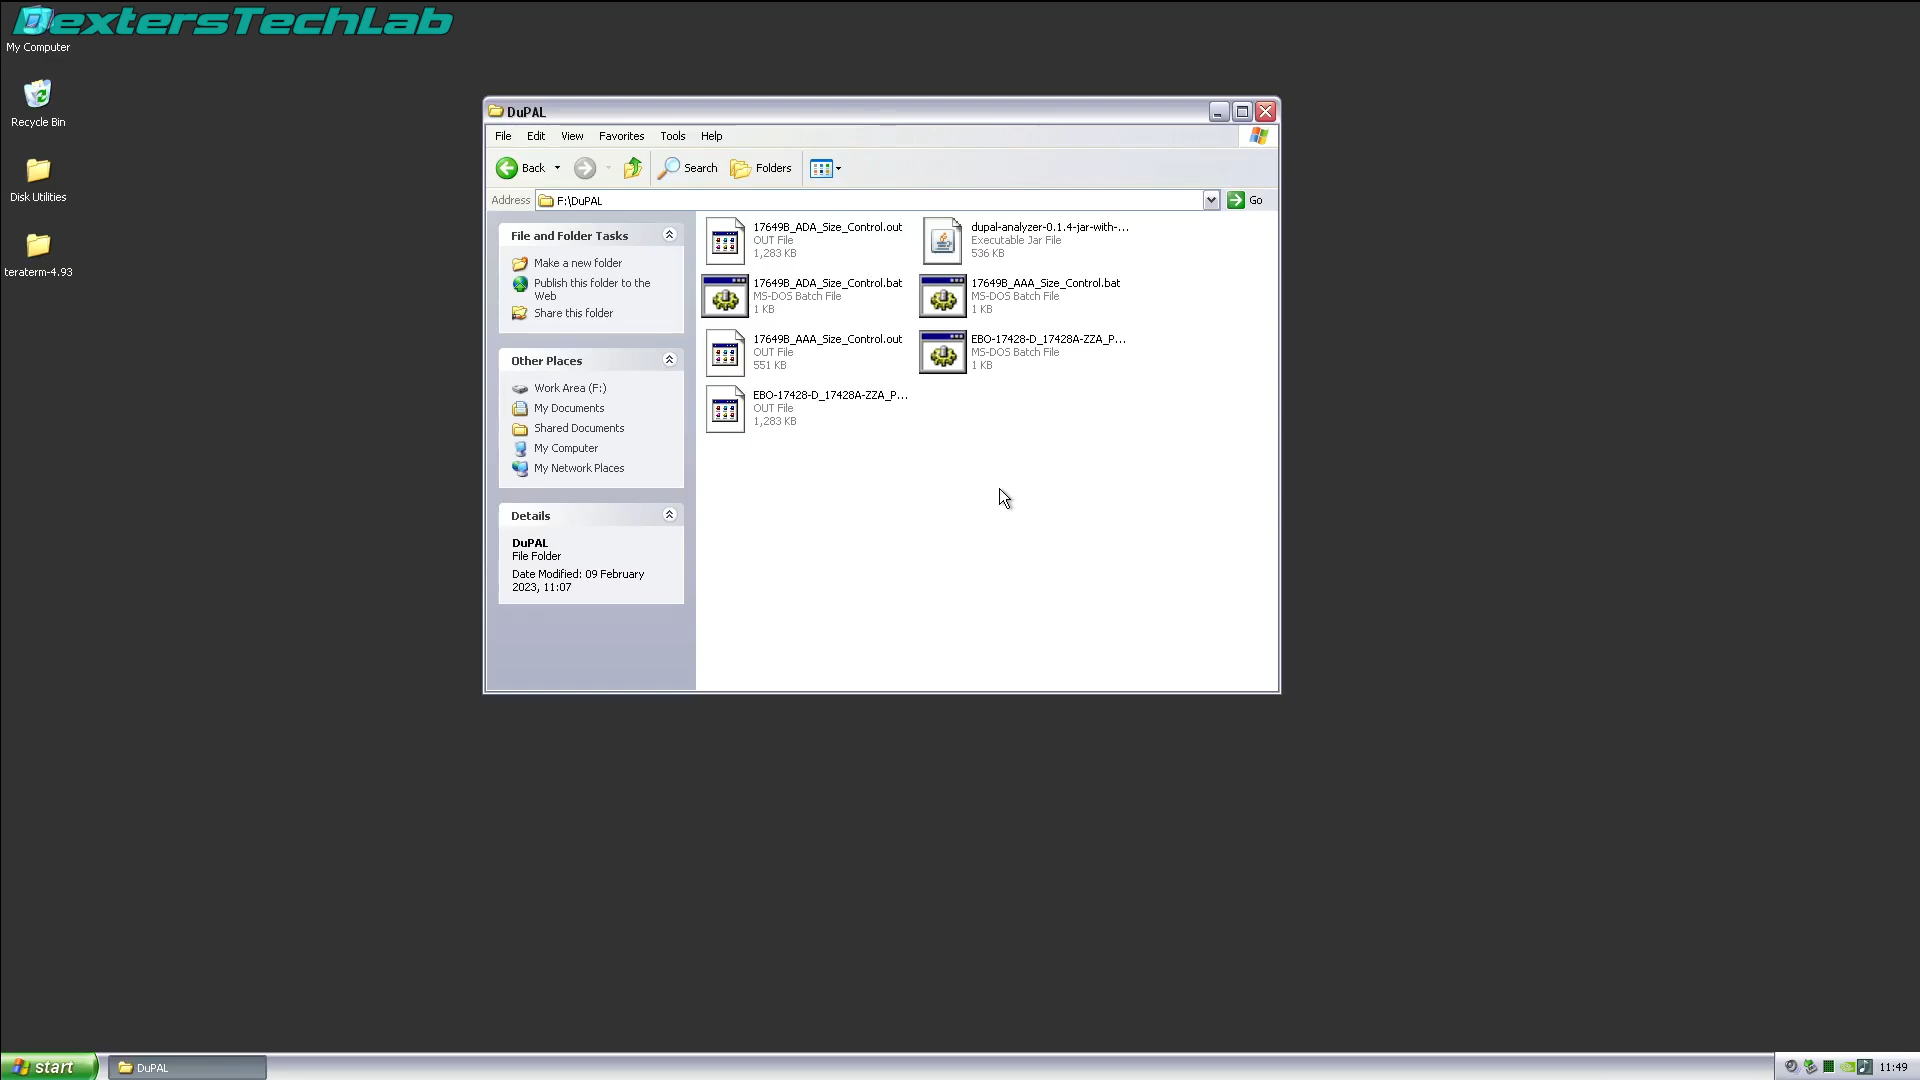 DextersTechLab
My Computer
Recycle Bin
Disk Utilities
teraterm-4.93
DuPAL
File Edit View Favorites Tools Help
Back Search Folders
Address F:\DuPAL Go
File and Folder Tasks
Make a new folder
Publish this folder to the
Web
Share this folder
Other Places
Work Area (F:)
My Documents
Shared Documents
My Computer
My Network Places
Details
DuPAL
File Folder
Date Modified: 09 February
2023, 11:07
17649B_ADA_Size_Control.out
OUT File
1,283 KB
dupal-analyzer-0.1.4-jar-with-...
Executable Jar File
536 KB
17649B_ADA_Size_Control.bat
MS-DOS Batch File
1 KB
17649B_AAA_Size_Control.bat
MS-DOS Batch File
1 KB
17649B_AAA_Size_Control.out
OUT File
551 KB
EBO-17428-D_17428A-ZZA_P...
MS-DOS Batch File
1 KB
EBO-17428-D_17428A-ZZA_P...
OUT File
1,283 KB
start DuPAL 11:49